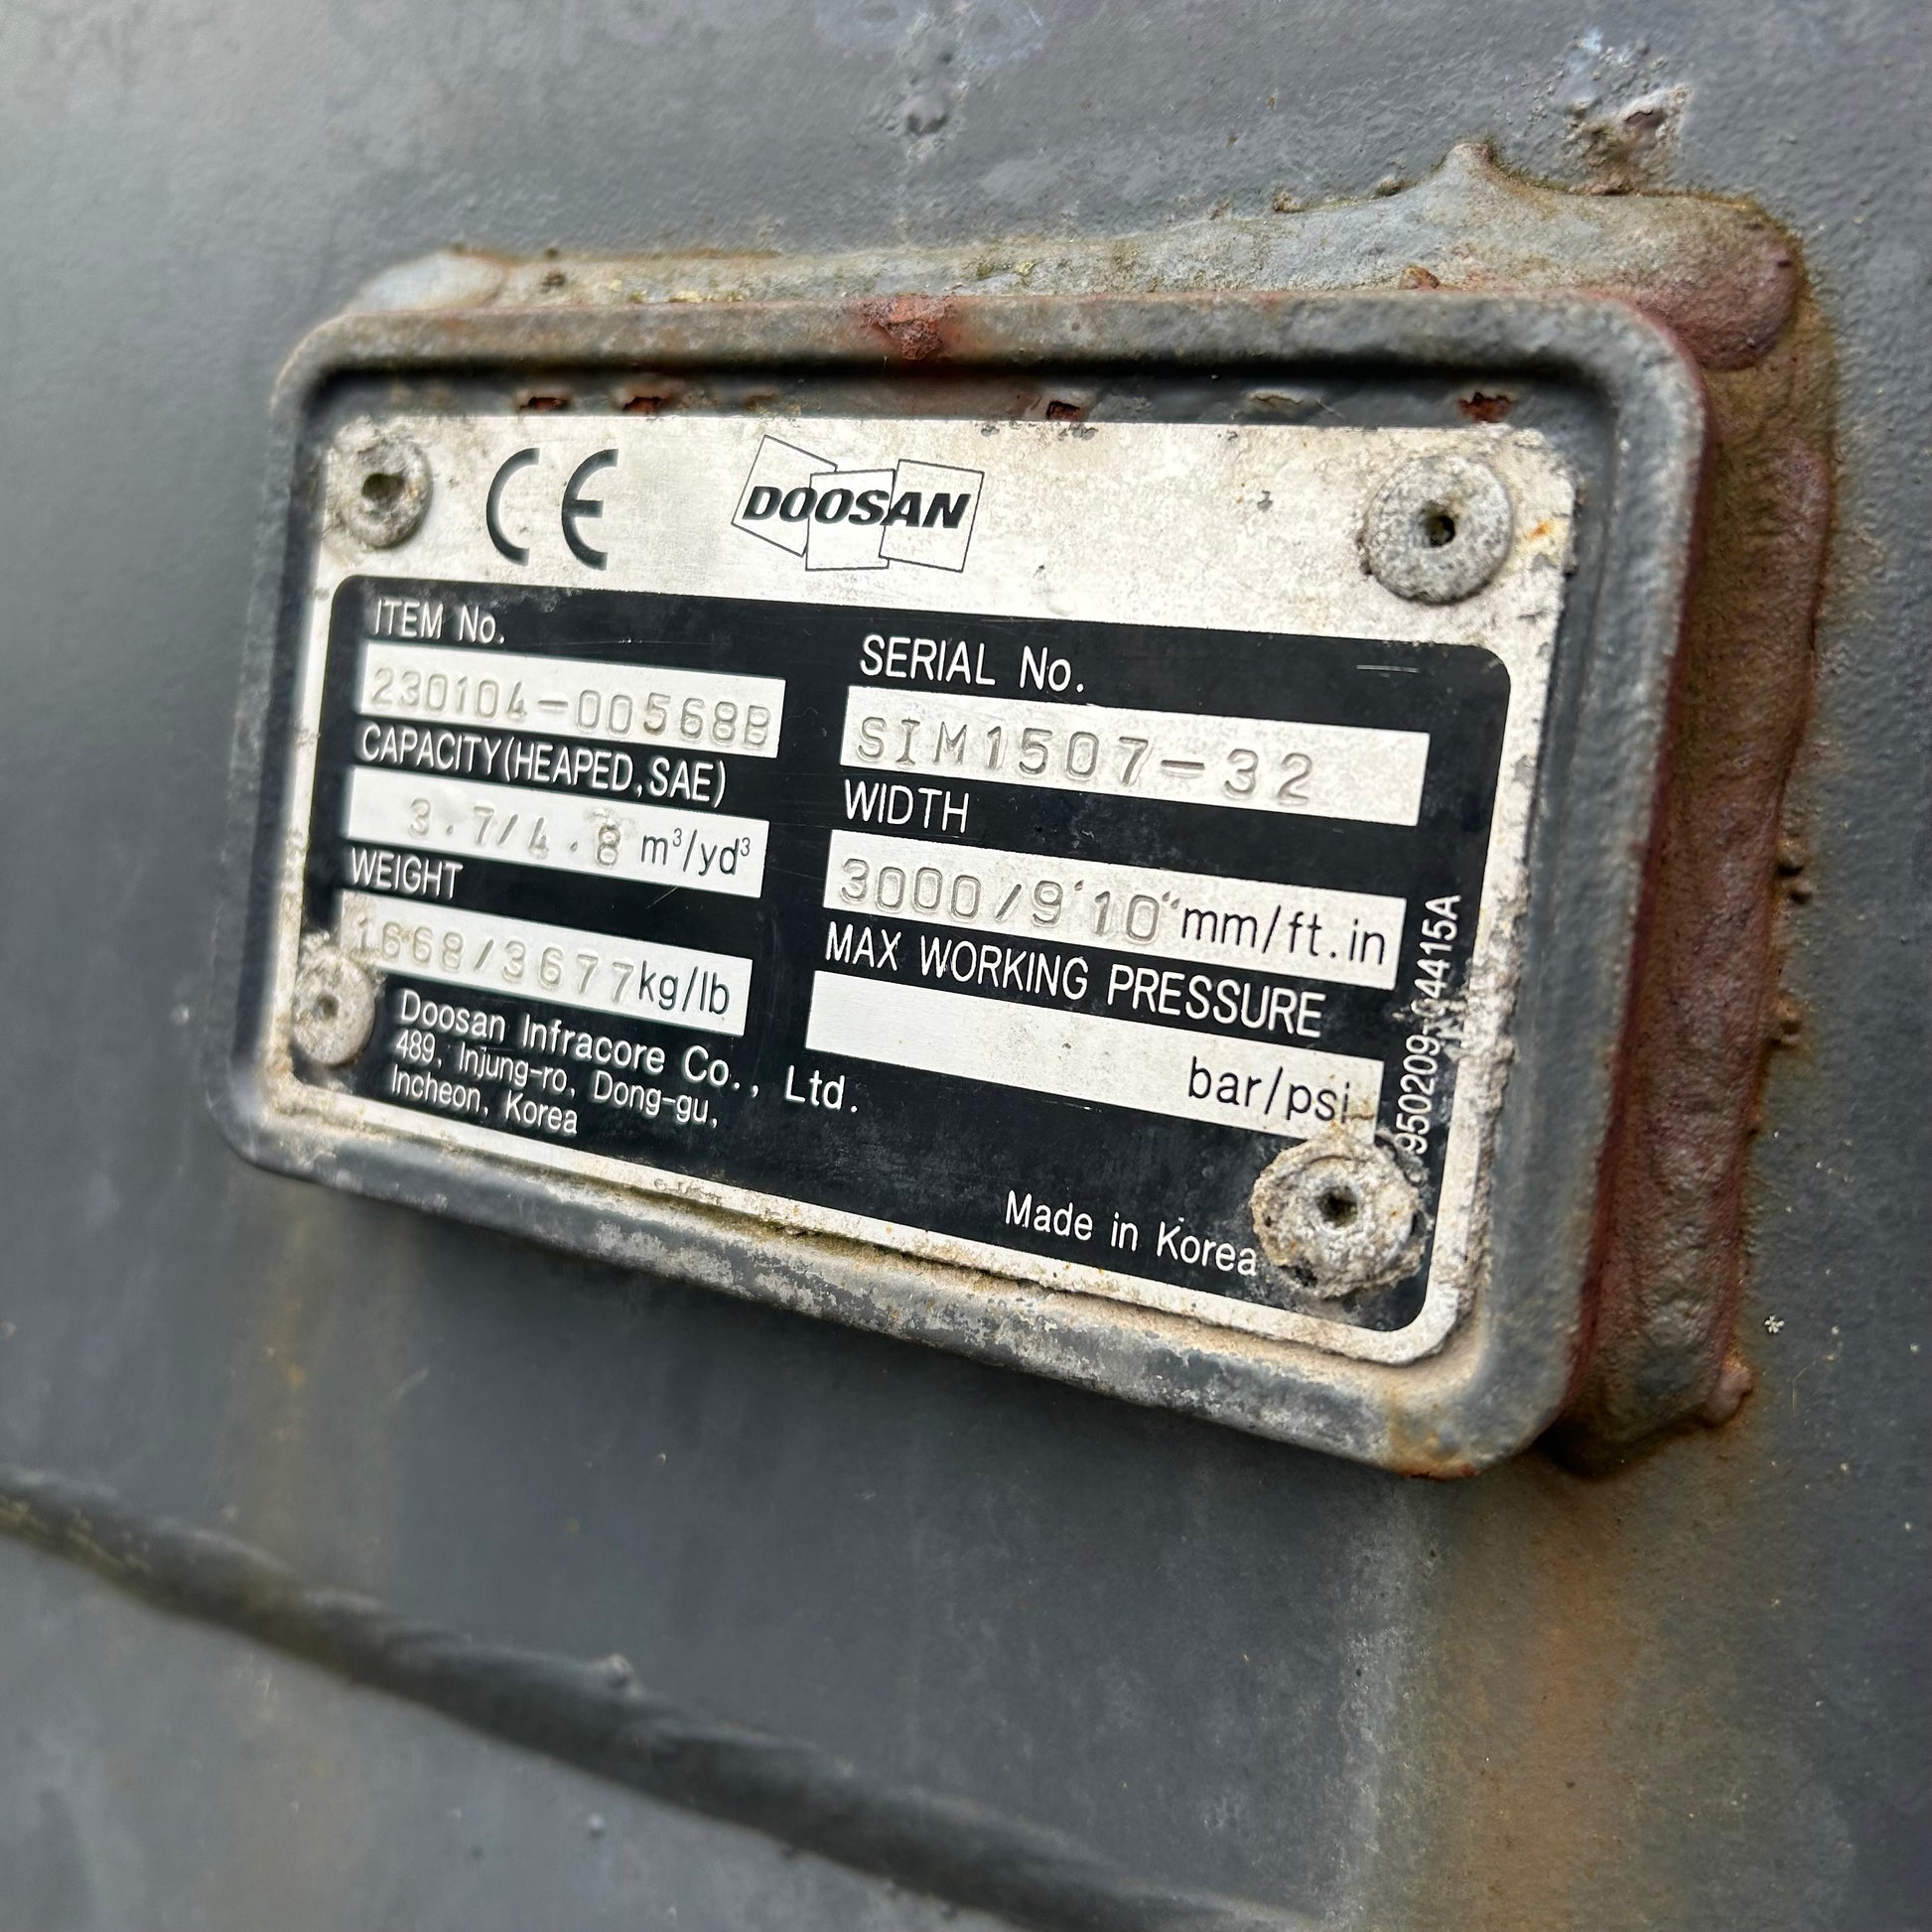 CE DOOSAN
ITEM No.
230104-00568B
SERIAL No.
SIM1507-32
CAPACITY(HEAPED,SAE)
3.7/4.8 m³/yd³
WIDTH
3000/9'10" mm/ft.in
WEIGHT
1668/3677 kg/lb
MAX WORKING PRESSURE
bar/psi
Doosan Infracore Co., Ltd.
489, Injung-ro, Dong-gu,
Incheon, Korea
Made in Korea